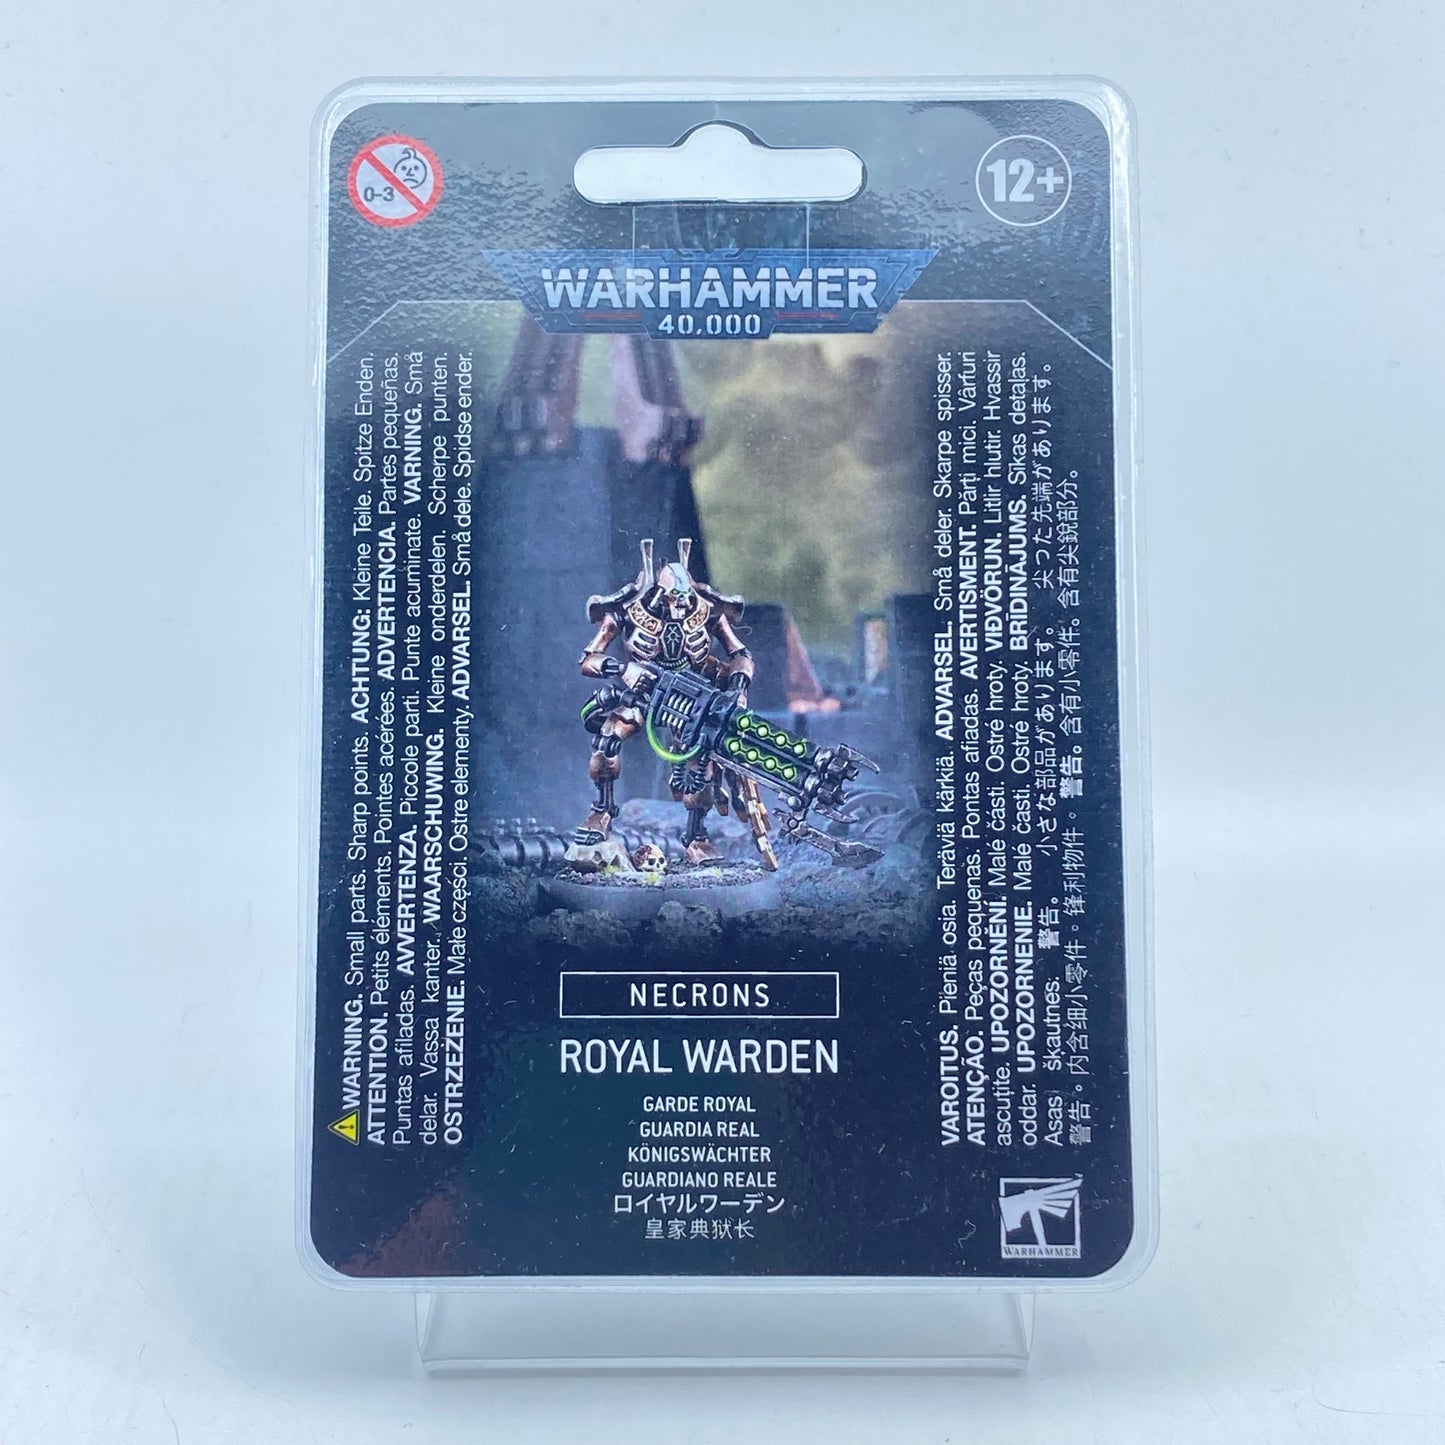 0-3
12+
WARHAMMER
40,000
⚠WARNING. Small parts. Sharp points. ACHTUNG: Kleine Teile. Spitze Enden.
ATTENTION. Petits éléments. Pointes acérées. ADVERTENCIA. Partes pequeñas.
Puntas afiladas. AVVERTENZA. Piccole parti. Punte acuminate. VARNING. Små
delar. Vassa kanter. WAARSCHUWING. Kleine onderdelen. Scherpe punten.
OSTRZEŻENIE. Małe części. Ostre elementy. ADVARSEL. Små dele. Spidse ender.
VAROITUS. Pieniä osia. Teräviä kärkiä. ADVARSEL. Små deler. Skarpe spisser.
ATENÇÃO. Peças pequenas. Pontas afiadas. AVERTISMENT. Părți mici. Vârfuri
ascuțite. UPOZORNĚNÍ. Malé části. Ostré hroty. VIÐVÖRUN. Litlir hlutir. Hvassir
oddar. UPOZORNENIE. Malé časti. Ostré hroty. BRĪDINĀJUMS. Sīkas detaļas.
Asas šķautnes. 警告。 小さな部品があります。 尖った先端があります。
警告。内含细小零件。锋利物件。 警告。含有小零件。含有尖銳部分。
NECRONS
ROYAL WARDEN
GARDE ROYAL
GUARDIA REAL
KÖNIGSWÄCHTER
GUARDIANO REALE
ロイヤルワーデン
皇家典狱长
WARHAMMER